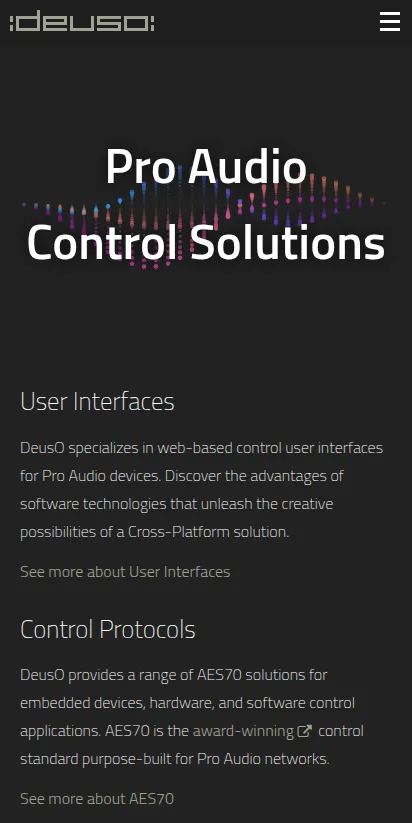 :deuso:
Pro Audio
Control Solutions
User Interfaces
DeusO specializes in web-based control user interfaces
for Pro Audio devices. Discover the advantages of
software technologies that unleash the creative
possibilities of a Cross-Platform solution.
See more about User Interfaces
Control Protocols
DeusO provides a range of AES70 solutions for
embedded devices, hardware, and software control
applications. AES70 is the award-winning control
standard purpose-built for Pro Audio networks.
See more about AES70